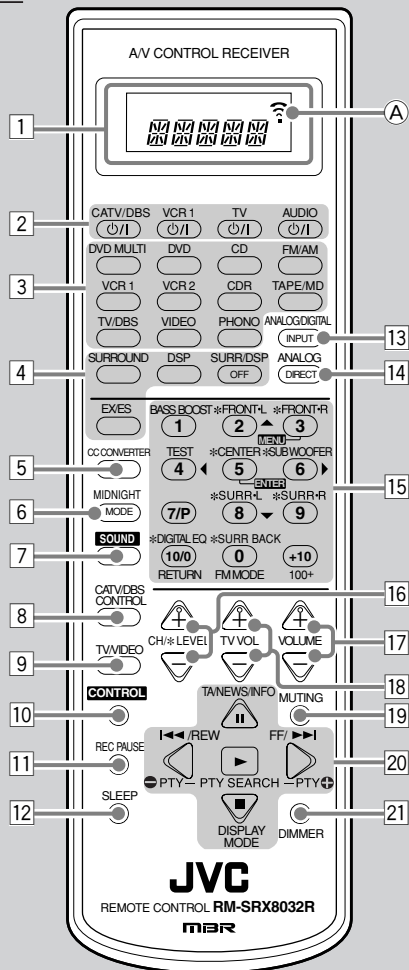 A/V CONTROL RECEIVER
1
A
CATV/DBS VCR 1 TV AUDIO
2
DVD MULTI DVD CD FM/AM
3
VCR 1 VCR 2 CDR TAPE/MD
TV/DBS VIDEO PHONO ANALOG/DIGITAL
INPUT 13
4 SURROUND DSP SURR/DSP ANALOG
OFF DIRECT 14
EX/ES BASS BOOST *FRONT•L *FRONT•R
1 2 3
MENU
CC CONVERTER TEST *CENTER *SUBWOOFER
5 4 5 6
ENTER 15
MIDNIGHT *SURR•L *SURR•R
6 MODE 7/P 8 9
SOUND *DIGITAL EQ *SURR BACK
7 10/0 0 +10
RETURN FM MODE 100+
CATV/DBS
CONTROL
8 16
CH/* LEVEL TV VOL VOLUME 17
TV/VIDEO
9 18
CONTROL TA/NEWS/INFO MUTING
10 19
REC PAUSE /REW FF/
11 20
PTY PTY SEARCH PTY
SLEEP
12 21
DISPLAY
MODE DIMMER
JVC
REMOTE CONTROL RM-SRX8032R
MBR